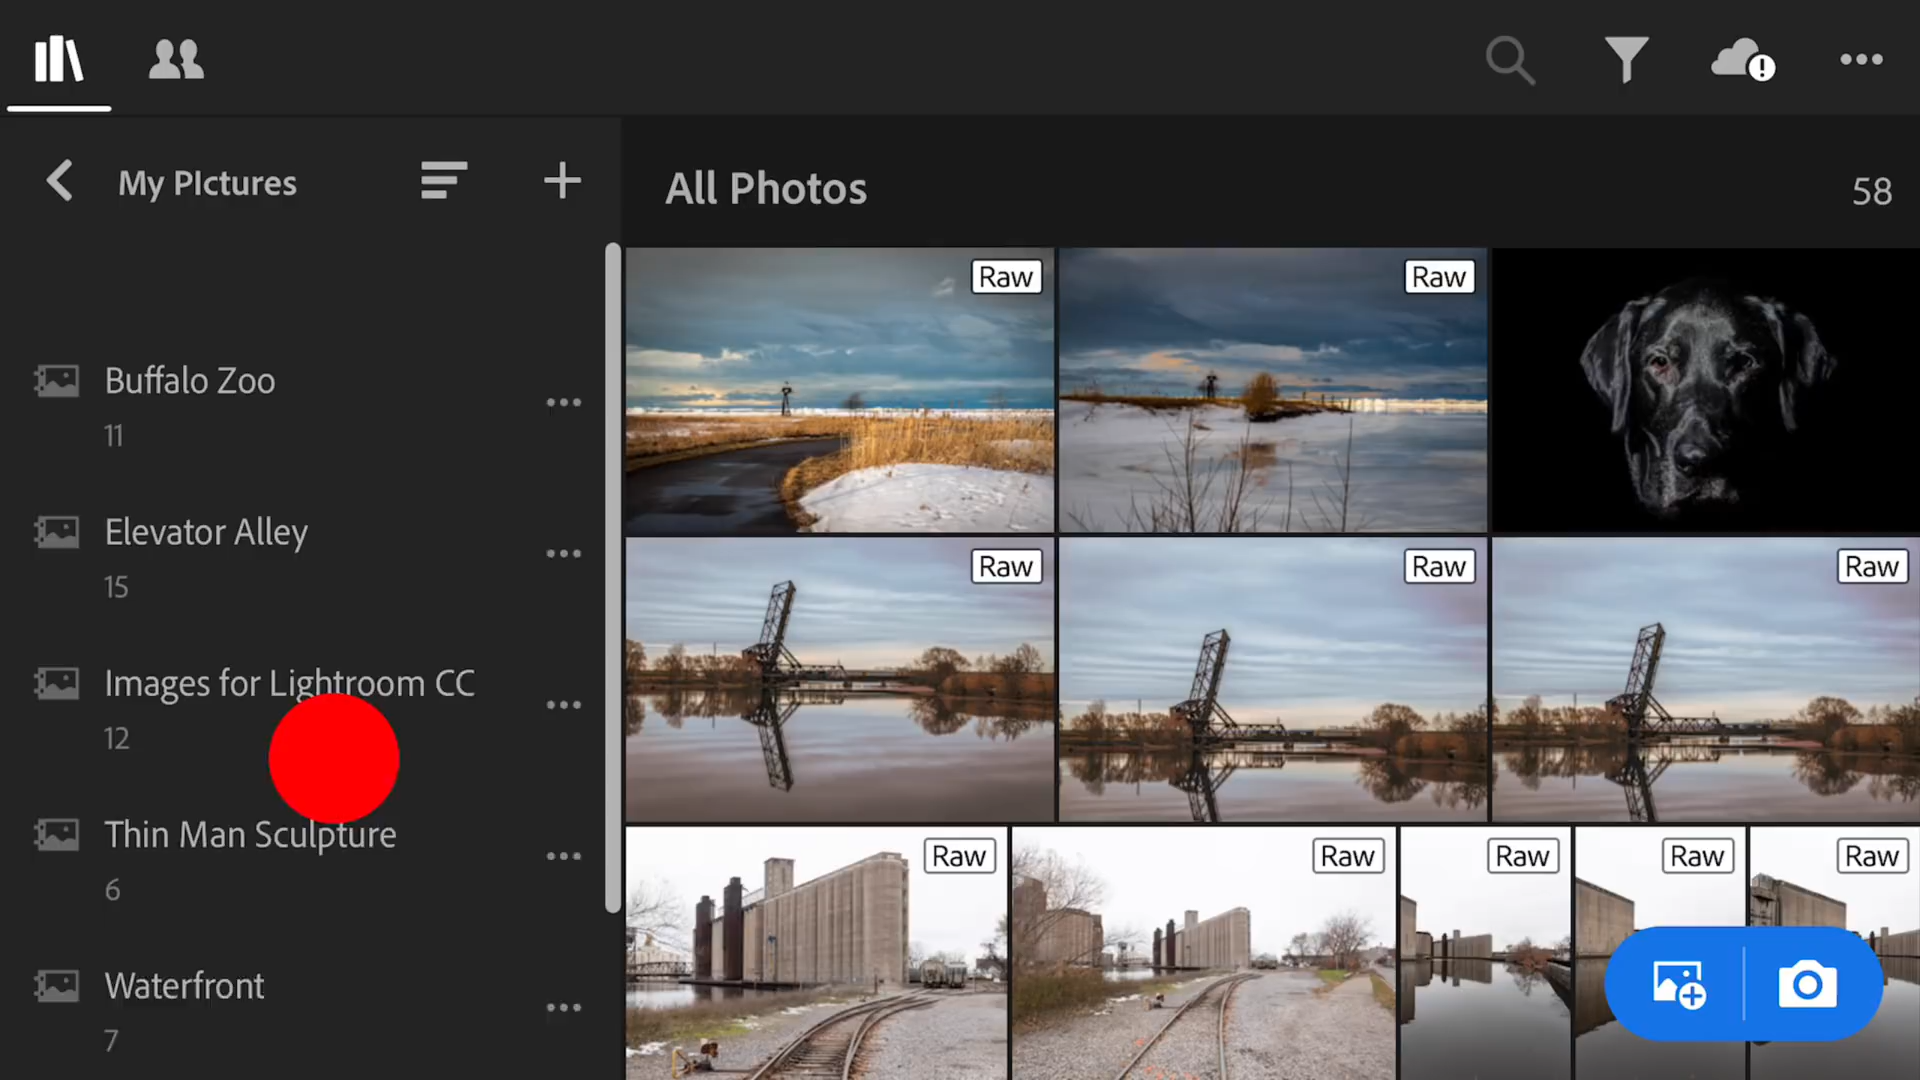 My PIctures
All Photos
58
Raw
Raw
Buffalo Zoo
11
Elevator Alley
15
Raw
Raw
Raw
Images for Lightroom CC
12
Thin Man Sculpture
6
Raw
Raw
Raw
Raw
Raw
Waterfront
7